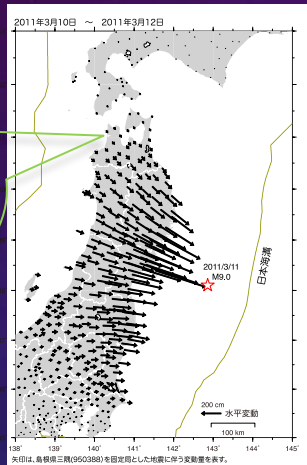 2011年3月10日 ～ 2011年3月12日
2011/3/11
M9.0
日本海溝
200 cm
水平変動
100 km
138˚ 139˚ 140˚ 141˚ 142˚ 143˚ 144˚ 145˚
矢印は、島根県三隅(950388)を固定局とした地震に伴う変動量を表す。